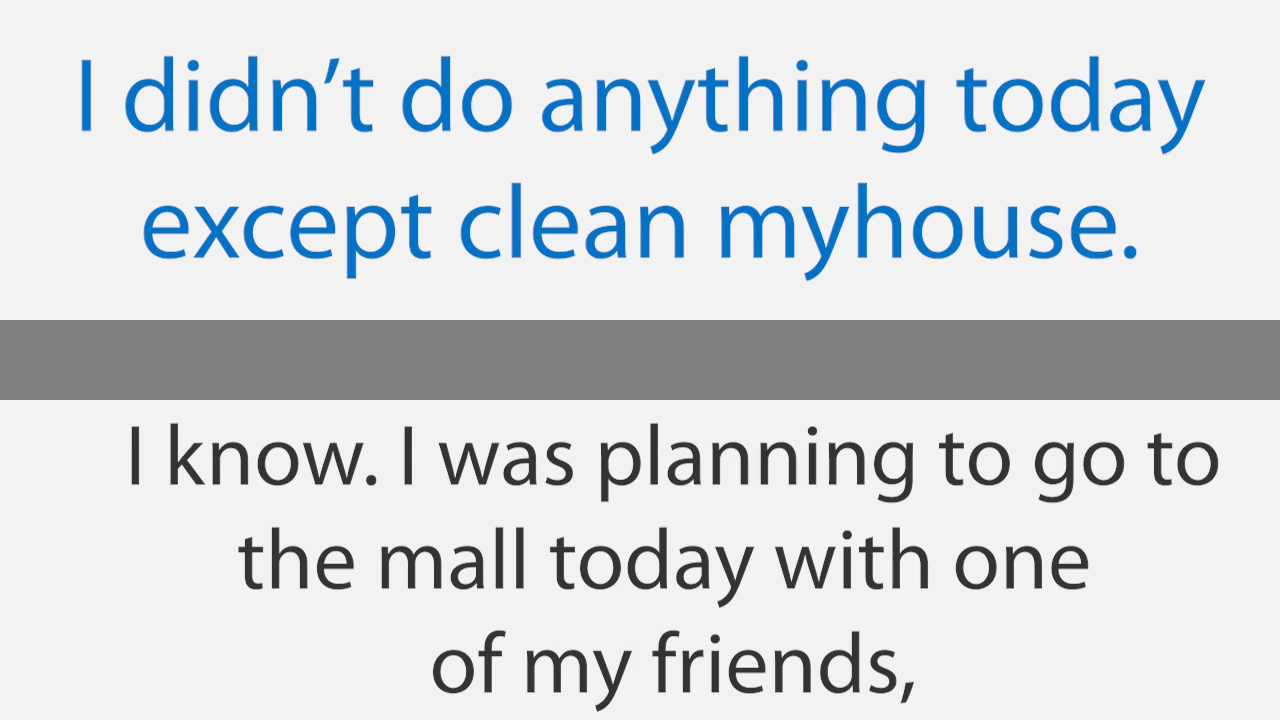 I didn’t do anything today
except clean myhouse.
I know. I was planning to go to
the mall today with one
of my friends,